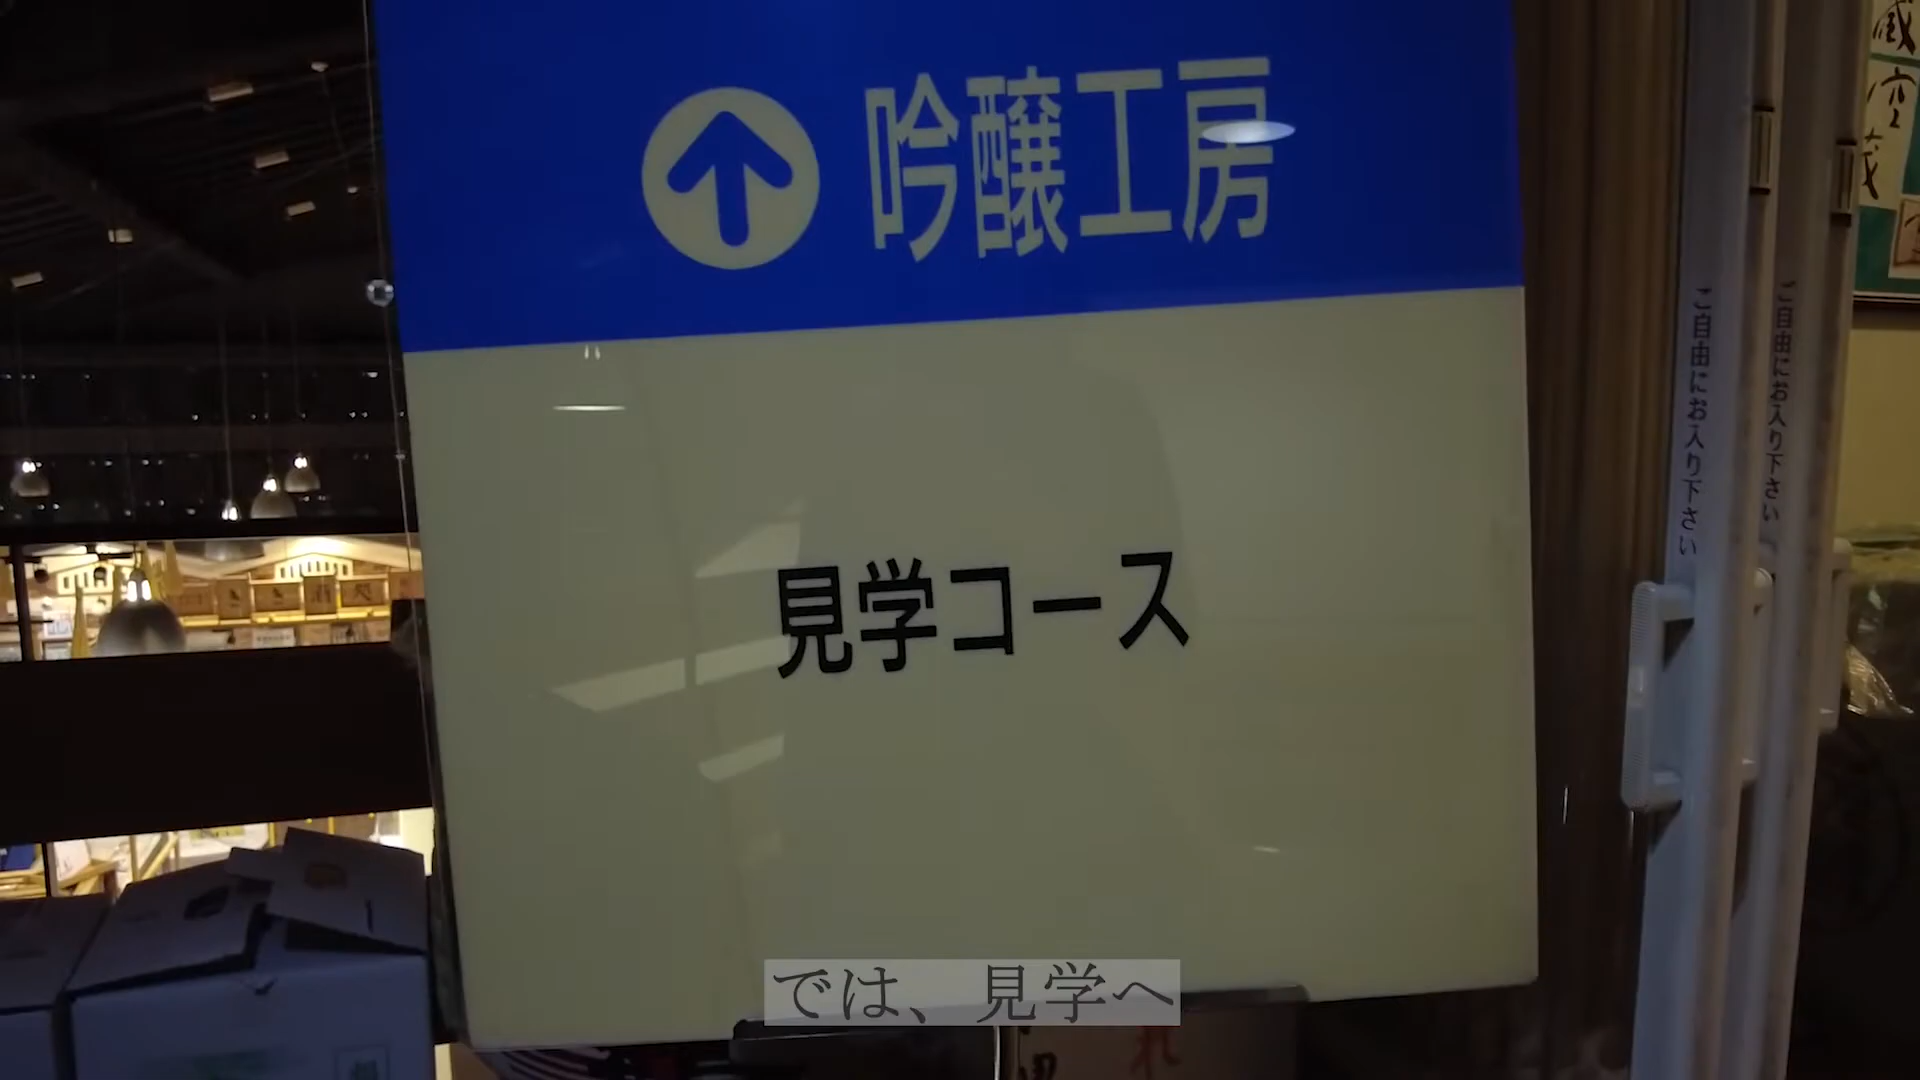 吟醸工房
見学コース
ご自由にお入り下さい
ご自由にお入り下さい
では、見学へ